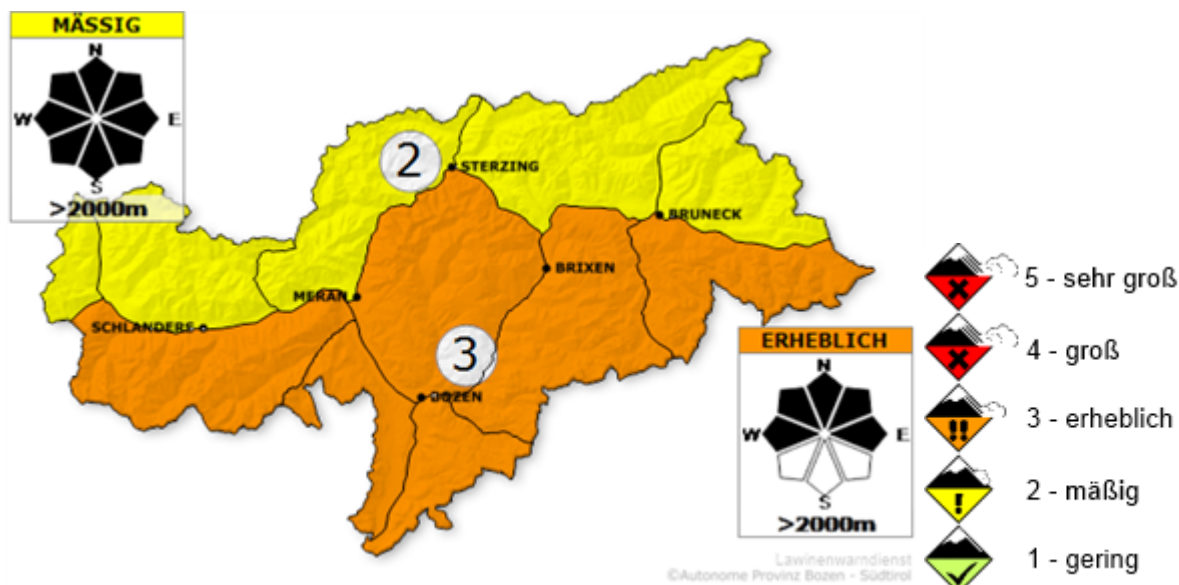 MÄSSIG
N
W
E
S
>2000m
2
STERZING
BRUNECK
BRIXEN
MERAN
SCHLANDERS
3
BOZEN
ERHEBLICH
N
W
E
S
>2000m
5 - sehr groß
4 - groß
3 - erheblich
2 - mäßig
1 - gering
Lawinenwarndienst
©Autonome Provinz Bozen - Südtirol